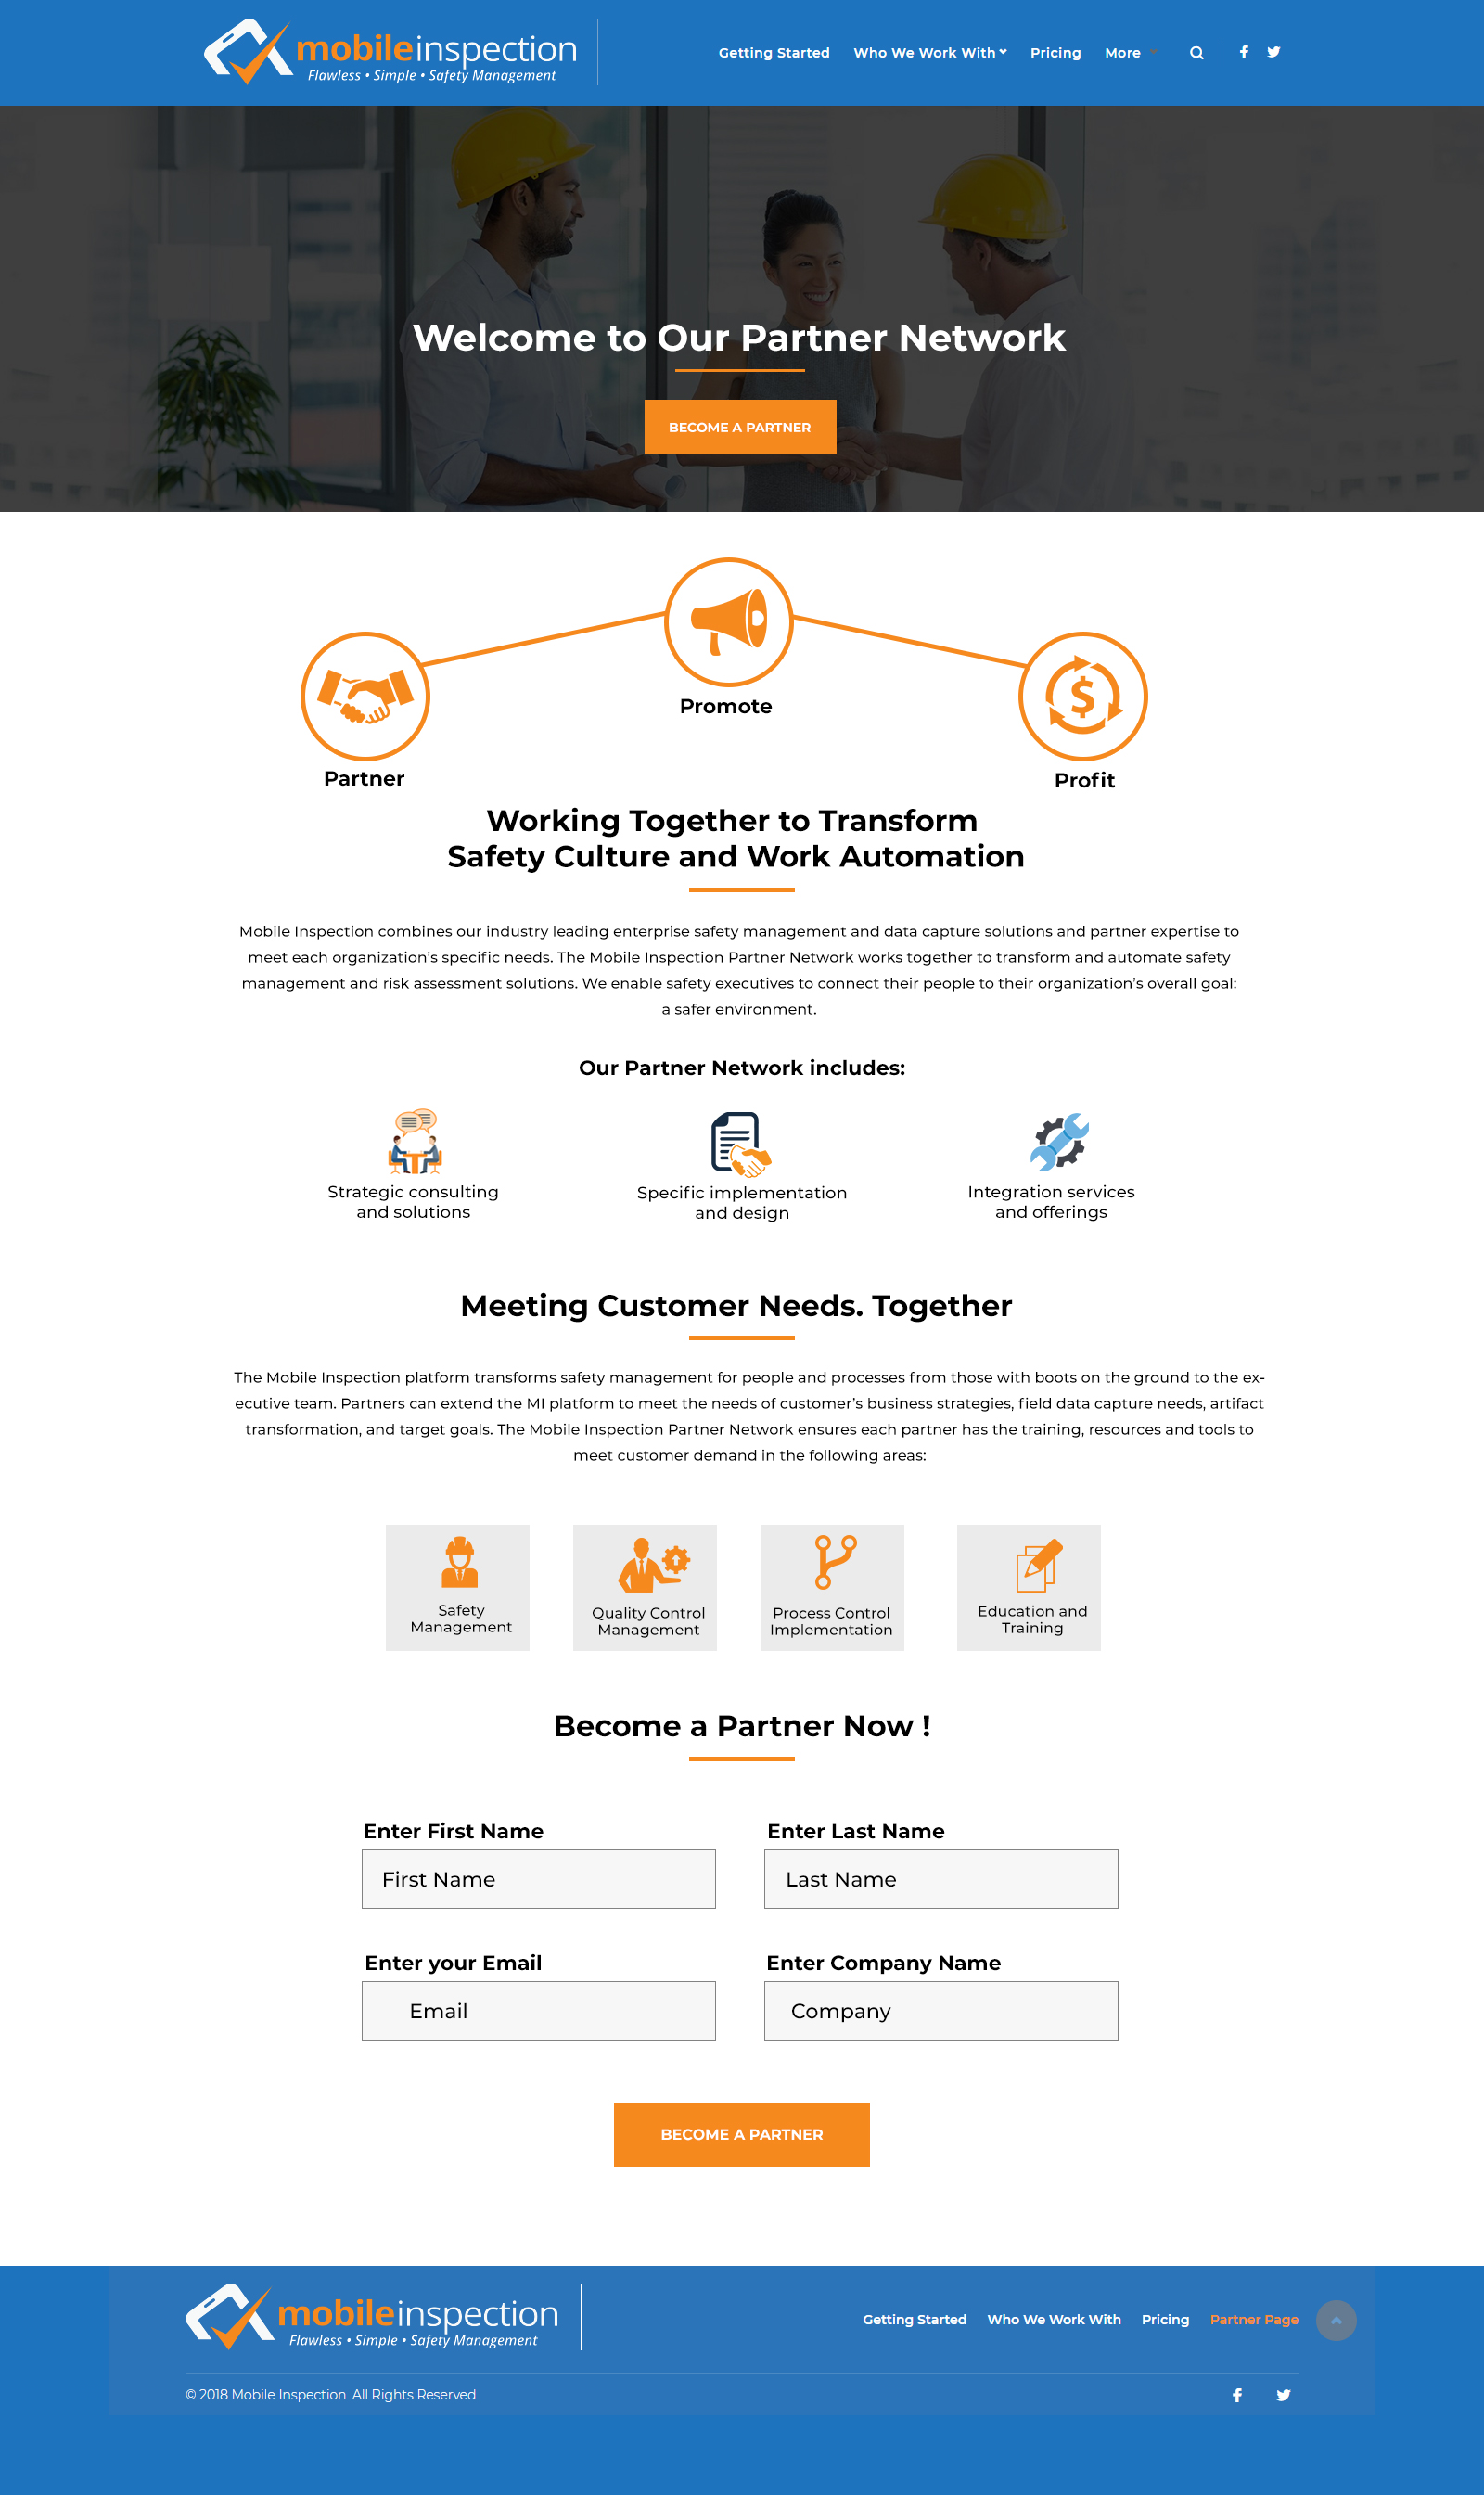 mobileinspection
Flawless • Simple • Safety Management
Getting Started Who We Work With Pricing More
Welcome to Our Partner Network
BECOME A PARTNER
Promote
Partner
Profit
Working Together to Transform
Safety Culture and Work Automation
Mobile Inspection combines our industry leading enterprise safety management and data capture solutions and partner expertise to
meet each organization’s specific needs. The Mobile Inspection Partner Network works together to transform and automate safety
management and risk assessment solutions. We enable safety executives to connect their people to their organization’s overall goal:
a safer environment.
Our Partner Network includes:
Strategic consulting
and solutions
Specific implementation
and design
Integration services
and offerings
Meeting Customer Needs. Together
The Mobile Inspection platform transforms safety management for people and processes from those with boots on the ground to the ex-
ecutive team. Partners can extend the MI platform to meet the needs of customer’s business strategies, field data capture needs, artifact
transformation, and target goals. The Mobile Inspection Partner Network ensures each partner has the training, resources and tools to
meet customer demand in the following areas:
Safety
Management
Quality Control
Management
Process Control
Implementation
Education and
Training
Become a Partner Now !
Enter First Name
First Name
Enter Last Name
Last Name
Enter your Email
Email
Enter Company Name
Company
BECOME A PARTNER
mobileinspection
Flawless • Simple • Safety Management
Getting Started Who We Work With Pricing Partner Page
© 2018 Mobile Inspection. All Rights Reserved.